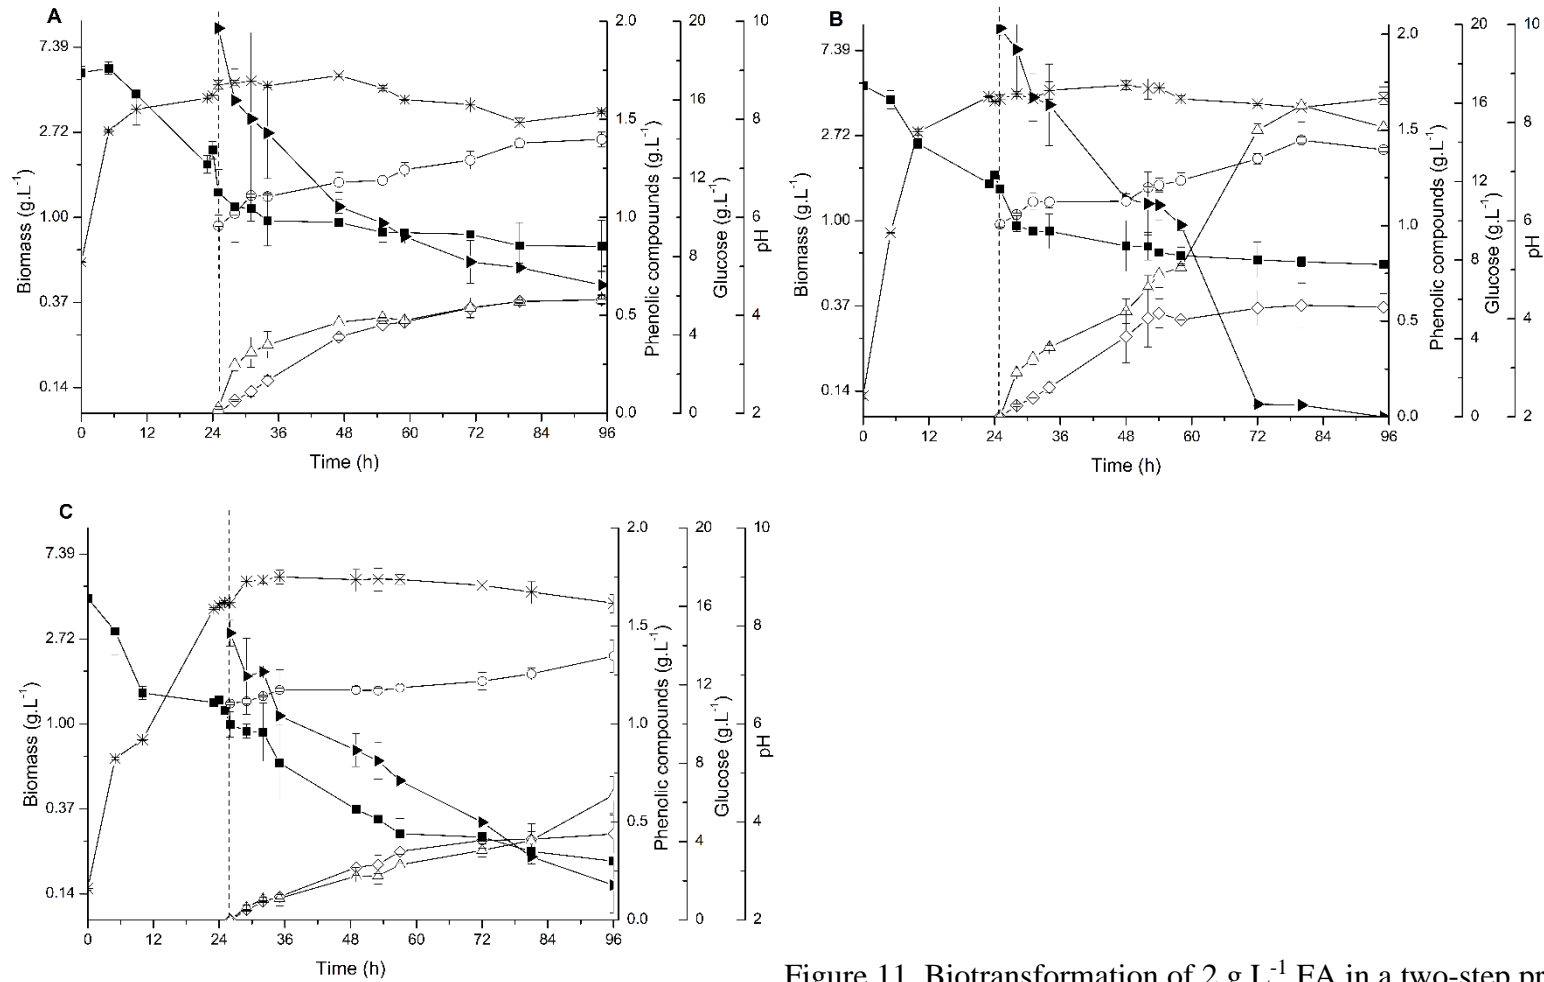 A
7.39
2.72
1.00
0.37
0.14
Biomass (g.L-1)
0 12 24 36 48 60 72 84 96
Time (h)
2.0
1.5
1.0
0.5
0.0
Phenolic compouunds (g.L-1)
20
16
12
8
4
0
Glucose (g.L-1)
10
8
6
4
2
pH
B
7.39
2.72
1.00
0.37
0.14
Biomass (g.L-1)
0 12 24 36 48 60 72 84 96
Time (h)
2.0
1.5
1.0
0.5
0.0
Phenolic compounds (g.L-1)
20
16
12
8
4
0
Glucose (g.L-1)
10
8
6
4
2
pH
C
7.39
2.72
1.00
0.37
0.14
Biomass (g.L-1)
0 12 24 36 48 60 72 84 96
Time (h)
2.0
1.5
1.0
0.5
0.0
Phenolic compounds (g.L-1)
20
16
12
8
4
0
Glucose (g.L-1)
10
8
6
4
2
pH
Figure 11. Biotransformation of 2 g.L-1 FA in a two-step pr